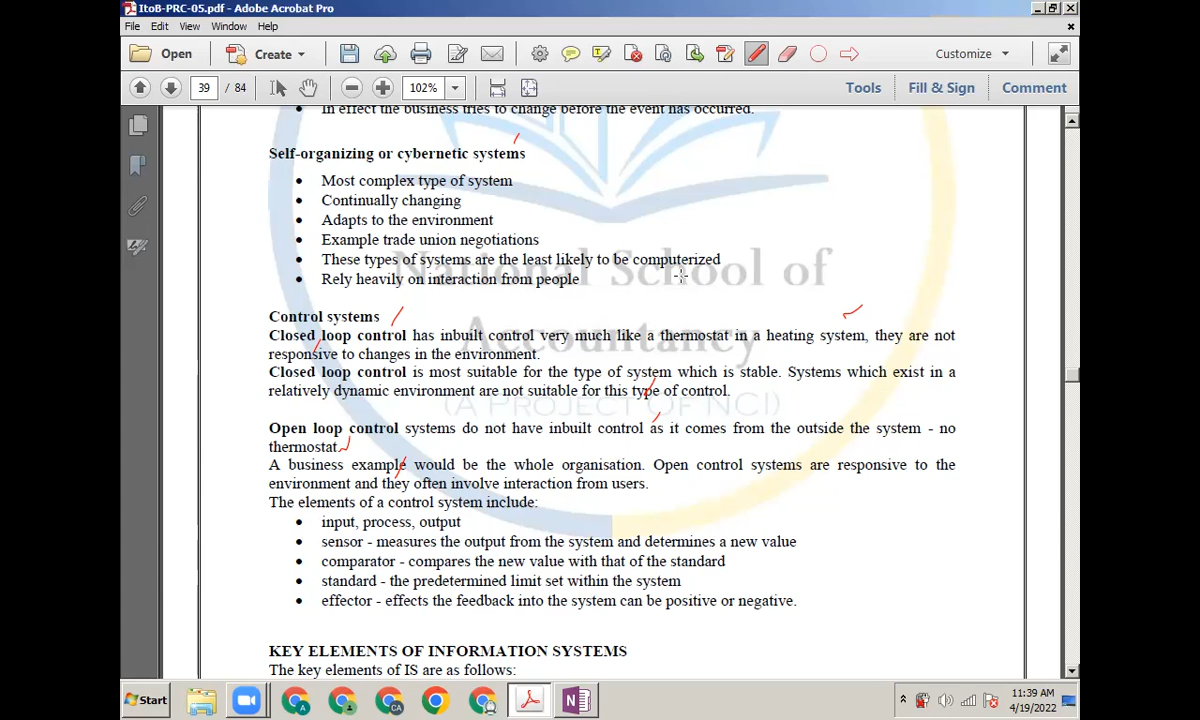 ItoB-PRC-05.pdf - Adobe Acrobat Pro
File Edit View Window Help
Open Create Customize
39 / 84 102% Tools Fill & Sign Comment
• In effect the business tries to change before the event has occurred.
Self-organizing or cybernetic systems
• Most complex type of system
• Continually changing
• Adapts to the environment
• Example trade union negotiations
• These types of systems are the least likely to be computerized
• Rely heavily on interaction from people
National School of
Accountancy
(A PROJECT OF NCI)
Control systems
Closed loop control has inbuilt control very much like a thermostat in a heating system, they are not
responsive to changes in the environment.
Closed loop control is most suitable for the type of system which is stable. Systems which exist in a
relatively dynamic environment are not suitable for this type of control.
Open loop control systems do not have inbuilt control as it comes from the outside the system - no
thermostat.
A business example would be the whole organisation. Open control systems are responsive to the
environment and they often involve interaction from users.
The elements of a control system include:
• input, process, output
• sensor - measures the output from the system and determines a new value
• comparator - compares the new value with that of the standard
• standard - the predetermined limit set within the system
• effector - effects the feedback into the system can be positive or negative.
KEY ELEMENTS OF INFORMATION SYSTEMS
The key elements of IS are as follows:
Start
11:39 AM
4/19/2022